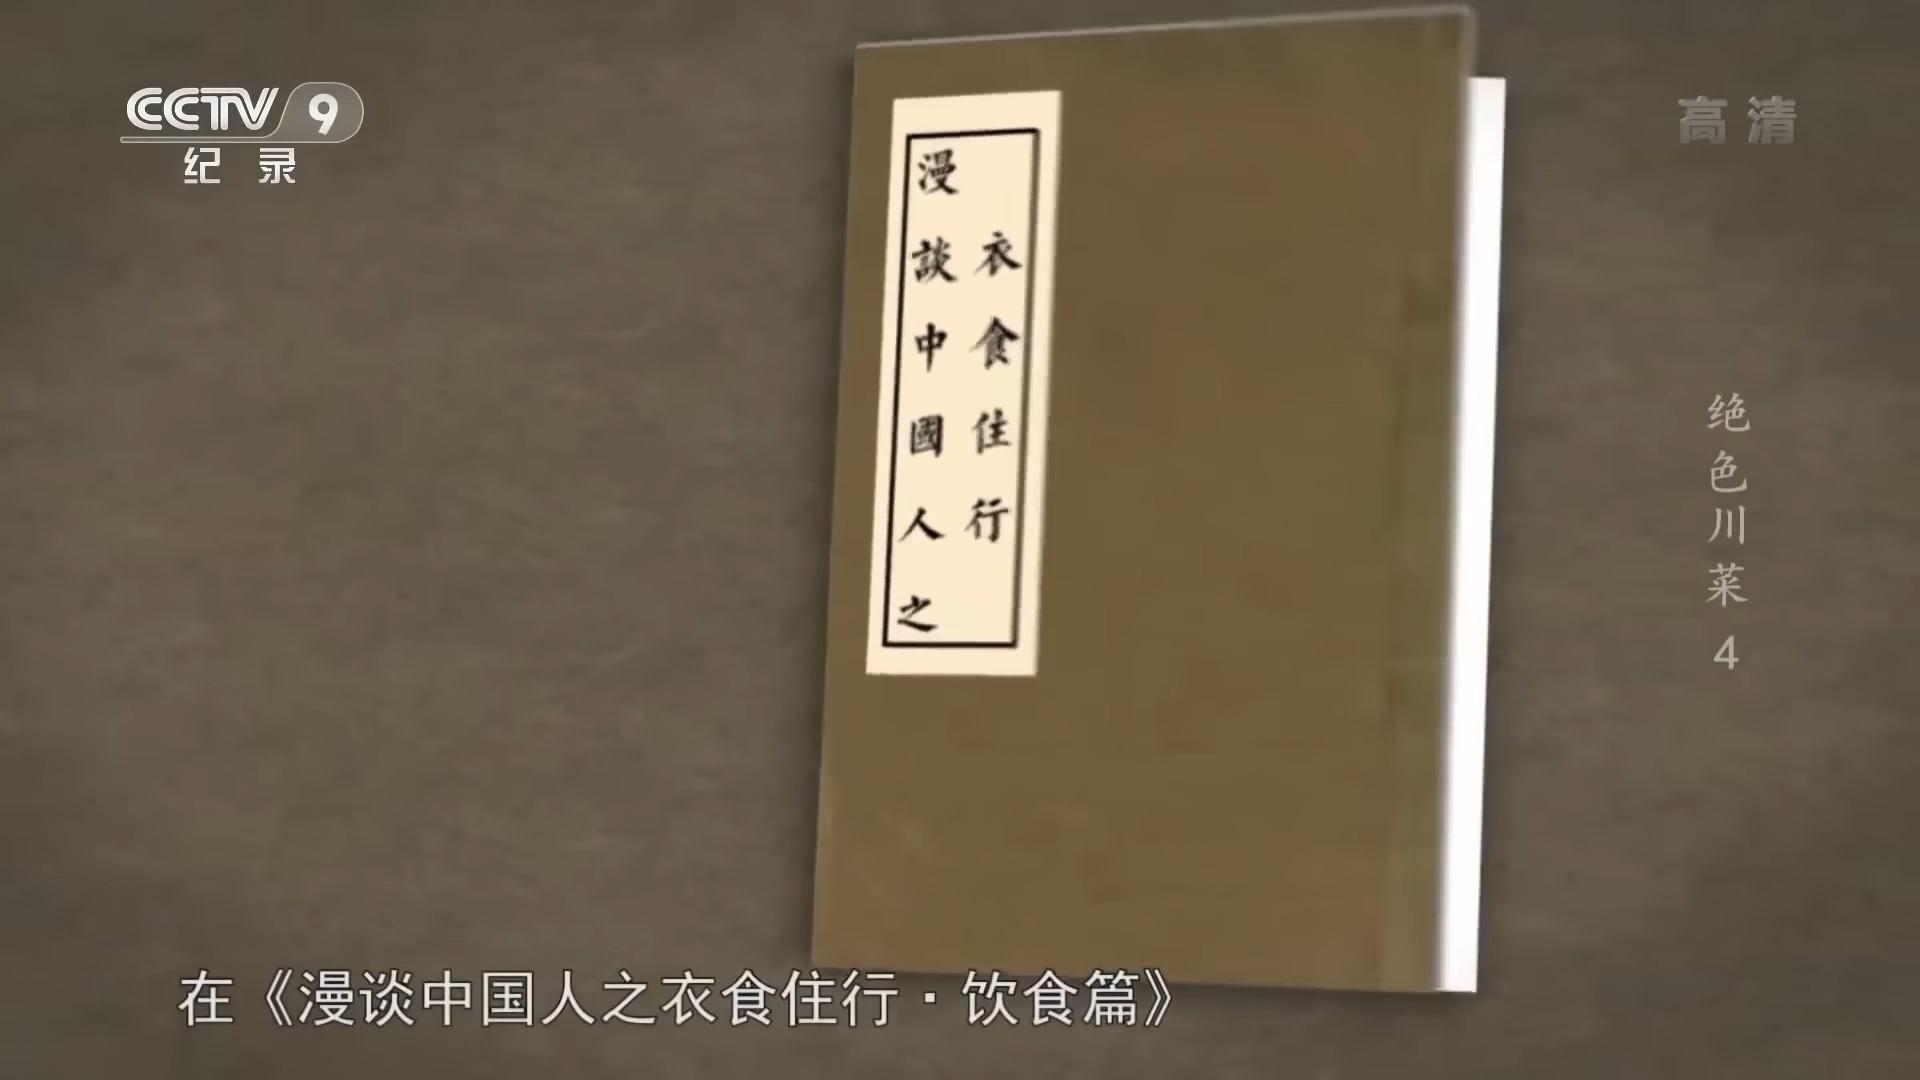 CCTV 9
纪录
高清
漫談中國人之
衣食住行
绝色川菜 4
在《漫谈中国人之衣食住行·饮食篇》